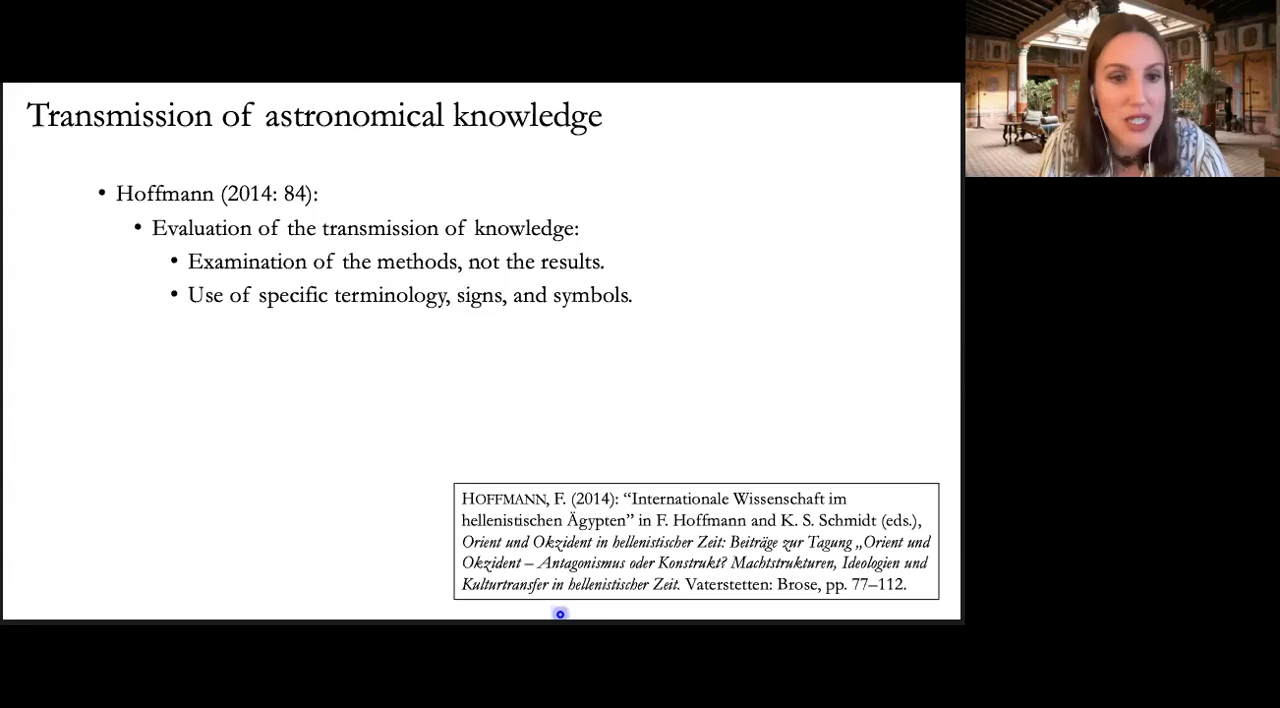 Transmission of astronomical knowledge
• Hoffmann (2014: 84):
• Evaluation of the transmission of knowledge:
• Examination of the methods, not the results.
• Use of specific terminology, signs, and symbols.
HOFFMANN, F. (2014): “Internationale Wissenschaft im
hellenistischen Ägypten” in F. Hoffmann and K. S. Schmidt (eds.),
Orient und Okzident in hellenistischer Zeit: Beiträge zur Tagung „Orient und
Okzident – Antagonismus oder Konstrukt? Machtstrukturen, Ideologien und
Kulturtransfer in hellenistischer Zeit. Vaterstetten: Brose, pp. 77–112.